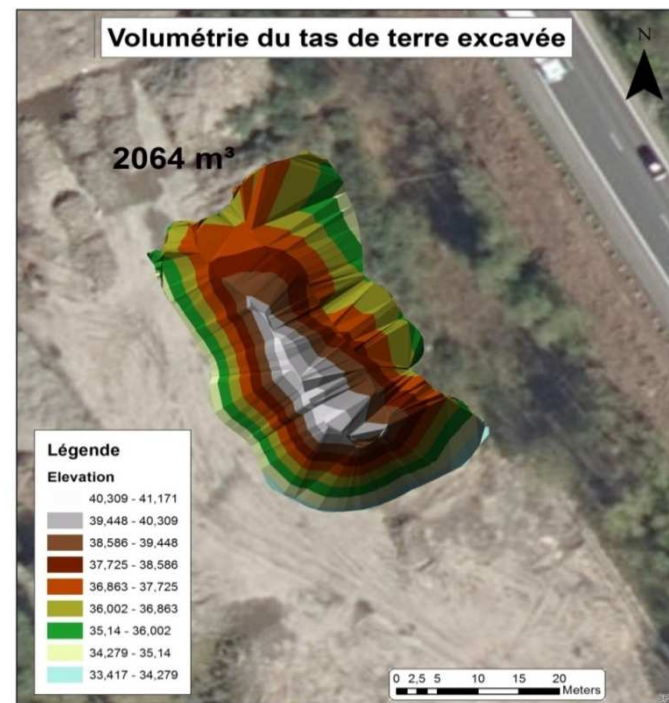 Volumétrie du tas de terre excavée
N
2064 m³
Légende
Elevation
40,309 - 41,171
39,448 - 40,309
38,586 - 39,448
37,725 - 38,586
36,863 - 37,725
36,002 - 36,863
35,14 - 36,002
34,279 - 35,14
33,417 - 34,279
0 2,5 5 10 15 20
Meters